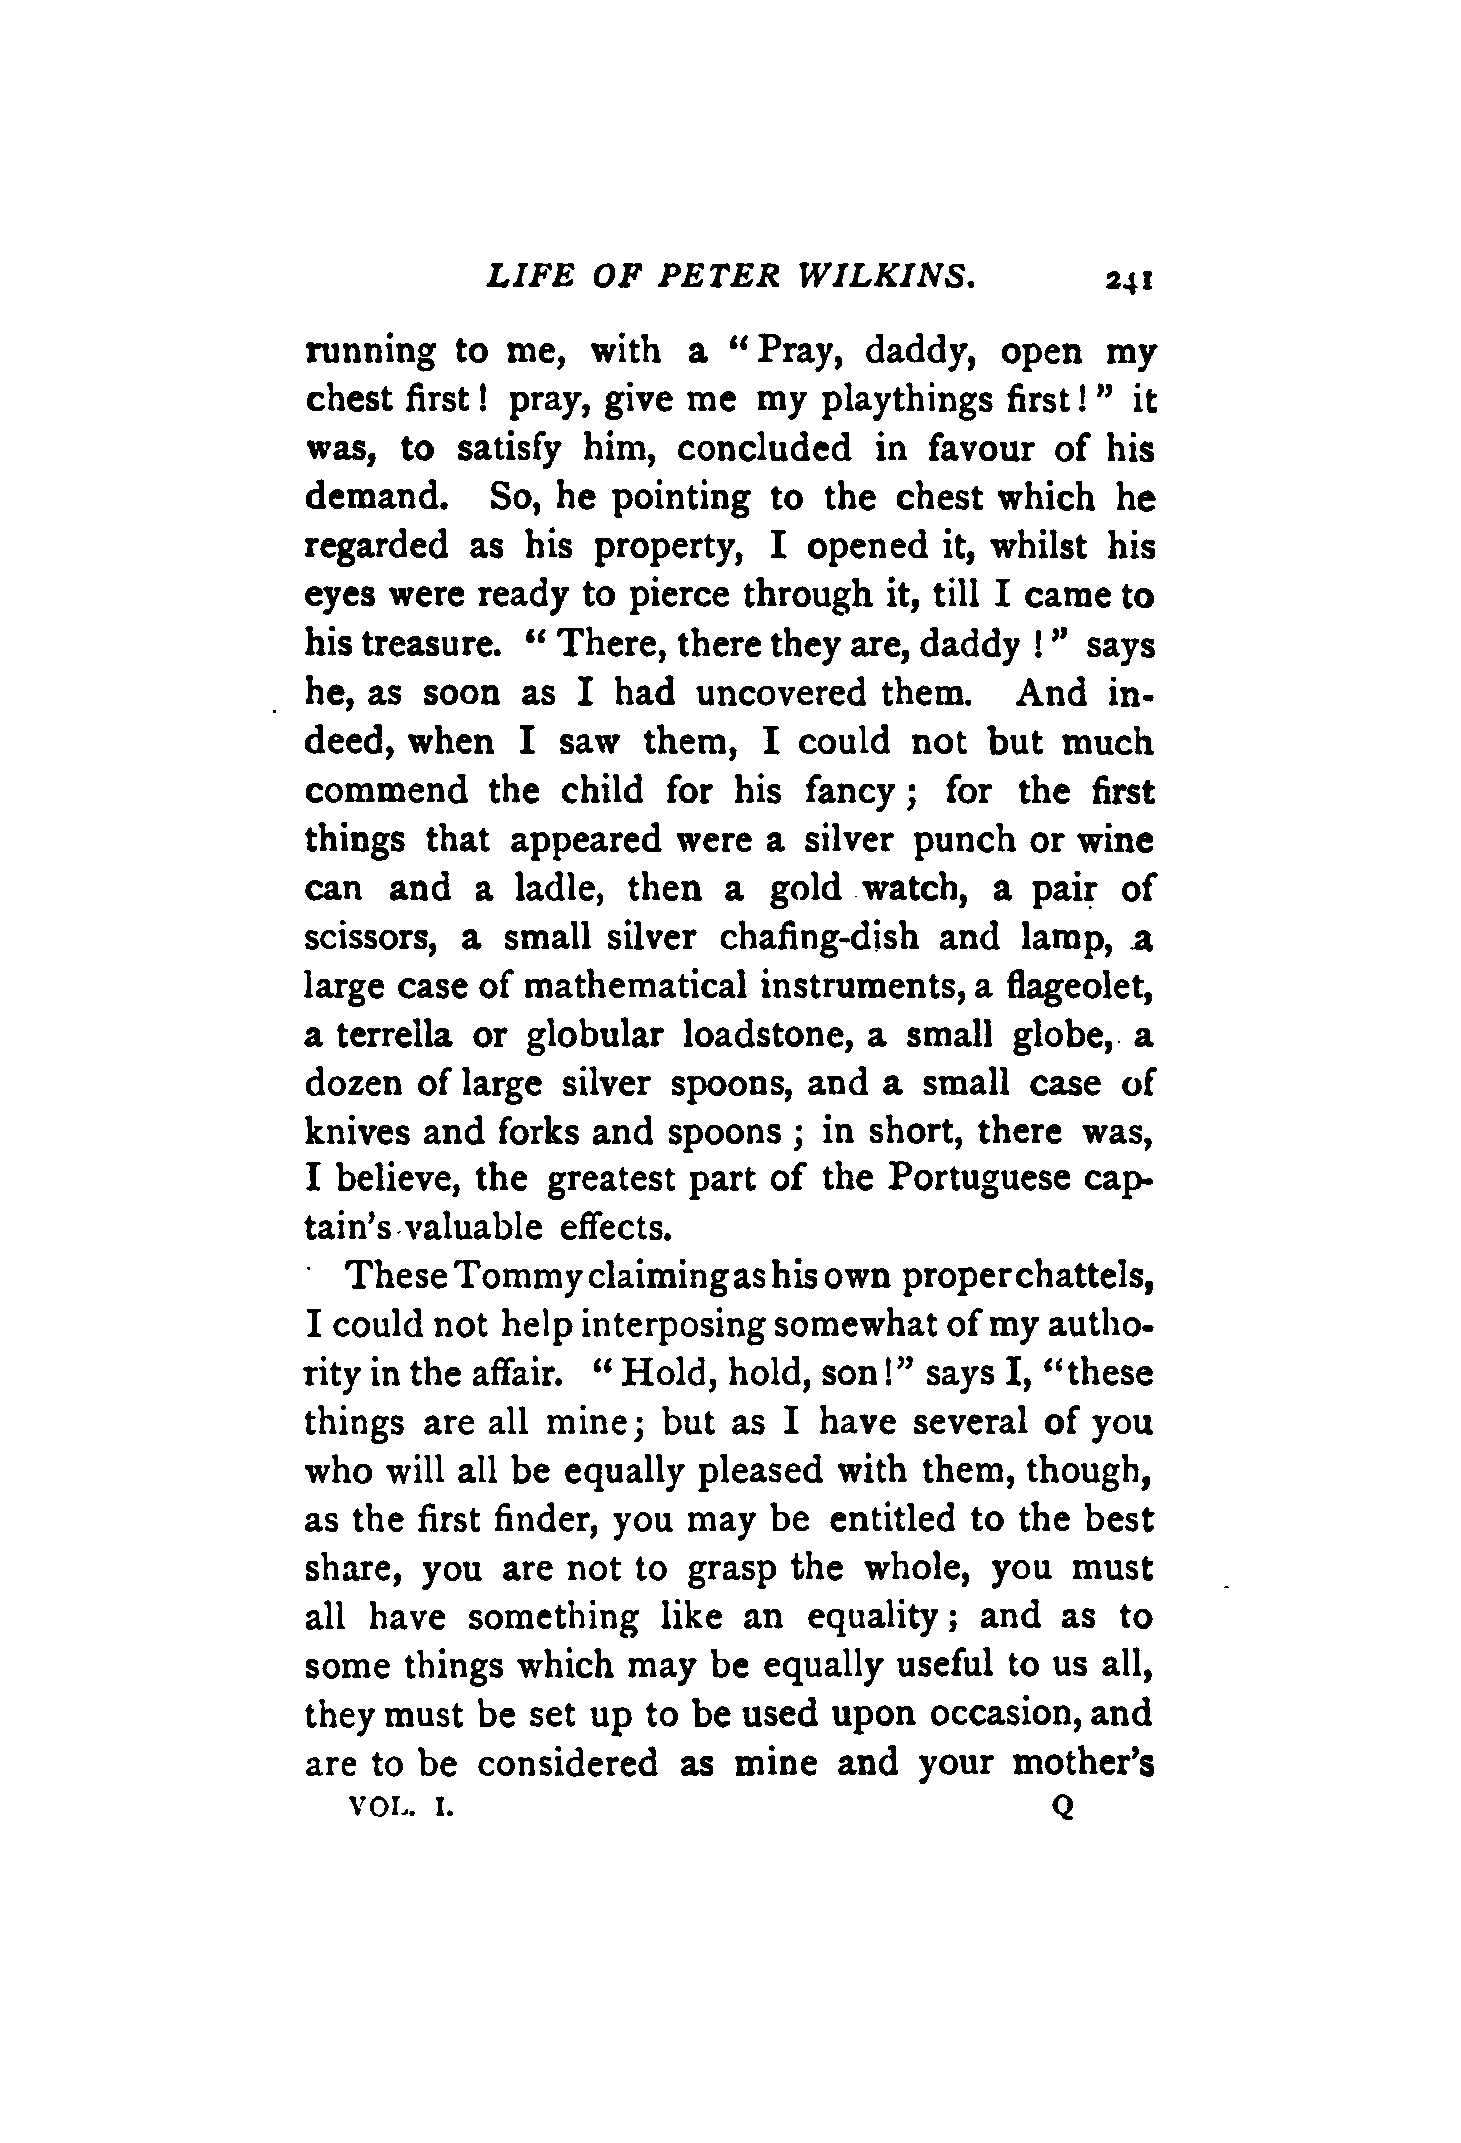 LIFE OF PETER WILKINS. 241
running to me, with a “Pray, daddy, open my
chest first! pray, give me my playthings first!” it
was, to satisfy him, concluded in favour of his
demand. So, he pointing to the chest which he
regarded as his property, I opened it, whilst his
eyes were ready to pierce through it, till I came to
his treasure. “There, there they are, daddy!” says
he, as soon as I had uncovered them. And in-
deed, when I saw them, I could not but much
commend the child for his fancy; for the first
things that appeared were a silver punch or wine
can and a ladle, then a gold watch, a pair of
scissors, a small silver chafing-dish and lamp, a
large case of mathematical instruments, a flageolet,
a terrella or globular loadstone, a small globe, a
dozen of large silver spoons, and a small case of
knives and forks and spoons; in short, there was,
I believe, the greatest part of the Portuguese cap-
tain's valuable effects.
These Tommy claiming as his own proper chattels,
I could not help interposing somewhat of my autho-
rity in the affair. “Hold, hold, son!” says I, “these
things are all mine; but as I have several of you
who will all be equally pleased with them, though,
as the first finder, you may be entitled to the best
share, you are not to grasp the whole, you must
all have something like an equality; and as to
some things which may be equally useful to us all,
they must be set up to be used upon occasion, and
are to be considered as mine and your mother's
VOL. I. Q